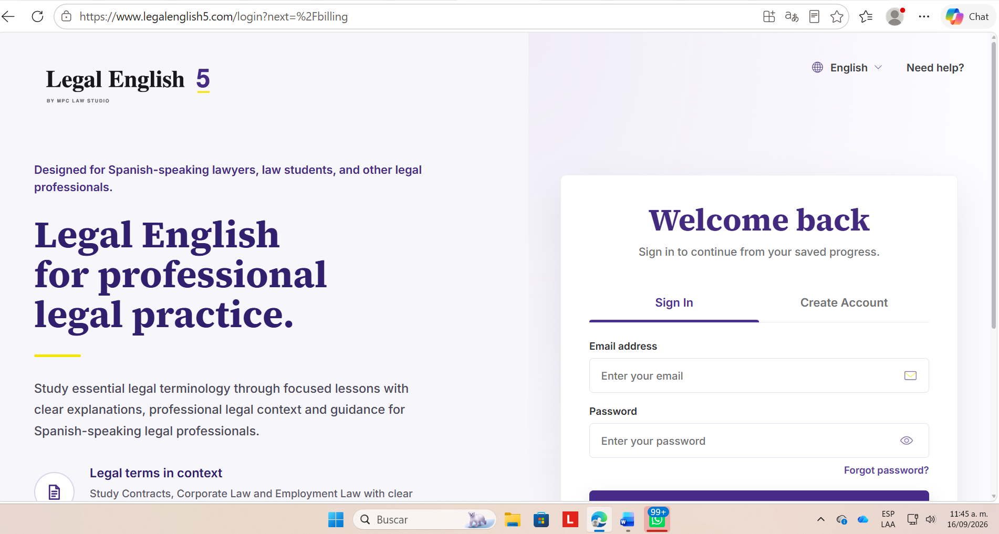 https://www.legalenglish5.com/login?next=%2Fbilling
Chat
Legal English 5
BY MPC LAW STUDIO
English
Need help?
Designed for Spanish-speaking lawyers, law students, and other legal
professionals.
Legal English
for professional
legal practice.
Study essential legal terminology through focused lessons with
clear explanations, professional legal context and guidance for
Spanish-speaking legal professionals.
Legal terms in context
Study Contracts, Corporate Law and Employment Law with clear
Welcome back
Sign in to continue from your saved progress.
Sign In
Create Account
Email address
Enter your email
Password
Enter your password
Forgot password?
Buscar
L
W
99+
ESP
LAA
11:45 a. m.
16/09/2026